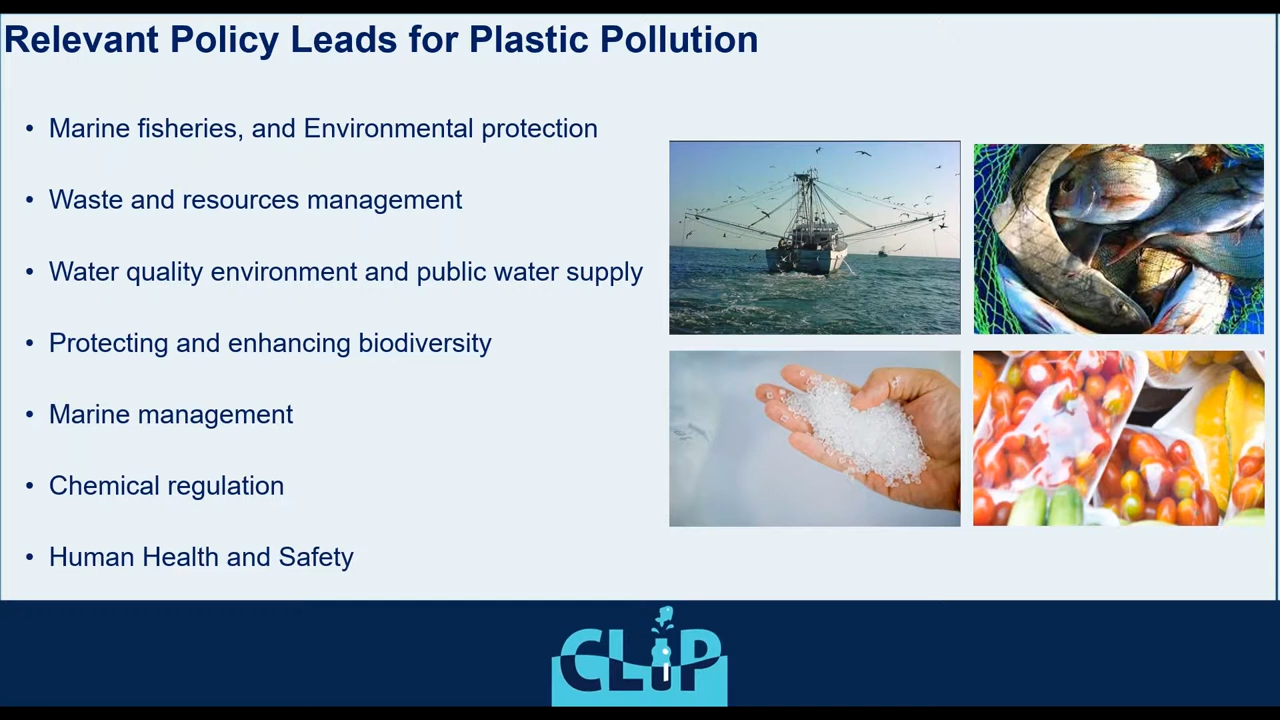 Relevant Policy Leads for Plastic Pollution
• Marine fisheries, and Environmental protection
• Waste and resources management
• Water quality environment and public water supply
• Protecting and enhancing biodiversity
• Marine management
• Chemical regulation
• Human Health and Safety
CLiP